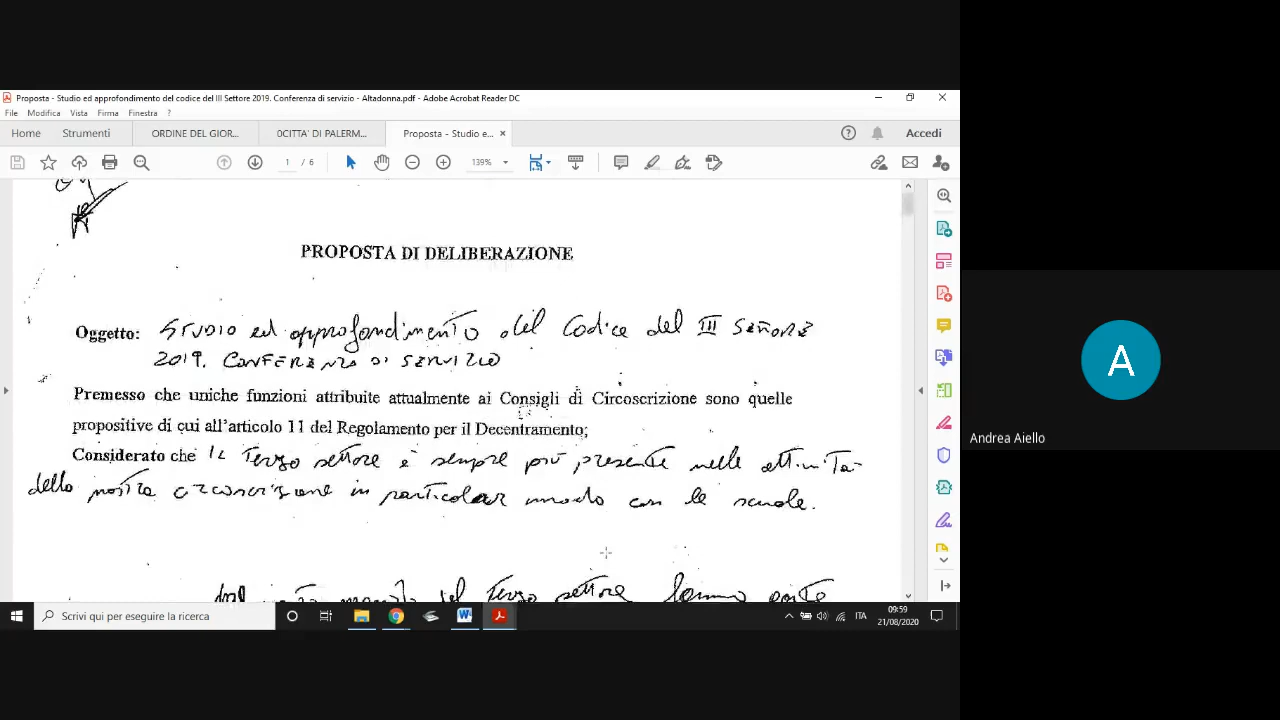 Proposta - Studio ed approfondimento del codice del III Settore 2019. Conferenza di servizio - Altadonna.pdf - Adobe Acrobat Reader DC
File Modifica Vista Firma Finestra ?
Home Strumenti ORDINE DEL GIOR... 0CITTA' DI PALERM... Proposta - Studio e... × Accedi
1 / 6 139%
PROPOSTA DI DELIBERAZIONE
Oggetto: STUDIO ed approfondimento del Codice del III SETTORE
2019. CONFERENZA DI SERVIZIO
Premesso che uniche funzioni attribuite attualmente ai Consigli di Circoscrizione sono quelle
propositive di cui all'articolo 11 del Regolamento per il Decentramento;
Considerato che IL Terzo settore è sempre più presente nelle attività
della nostra circoscrizione in particolar modo con le scuole.
del Terzo settore fanno parte
A
Andrea Aiello
Scrivi qui per eseguire la ricerca
ITA
09:59
21/08/2020